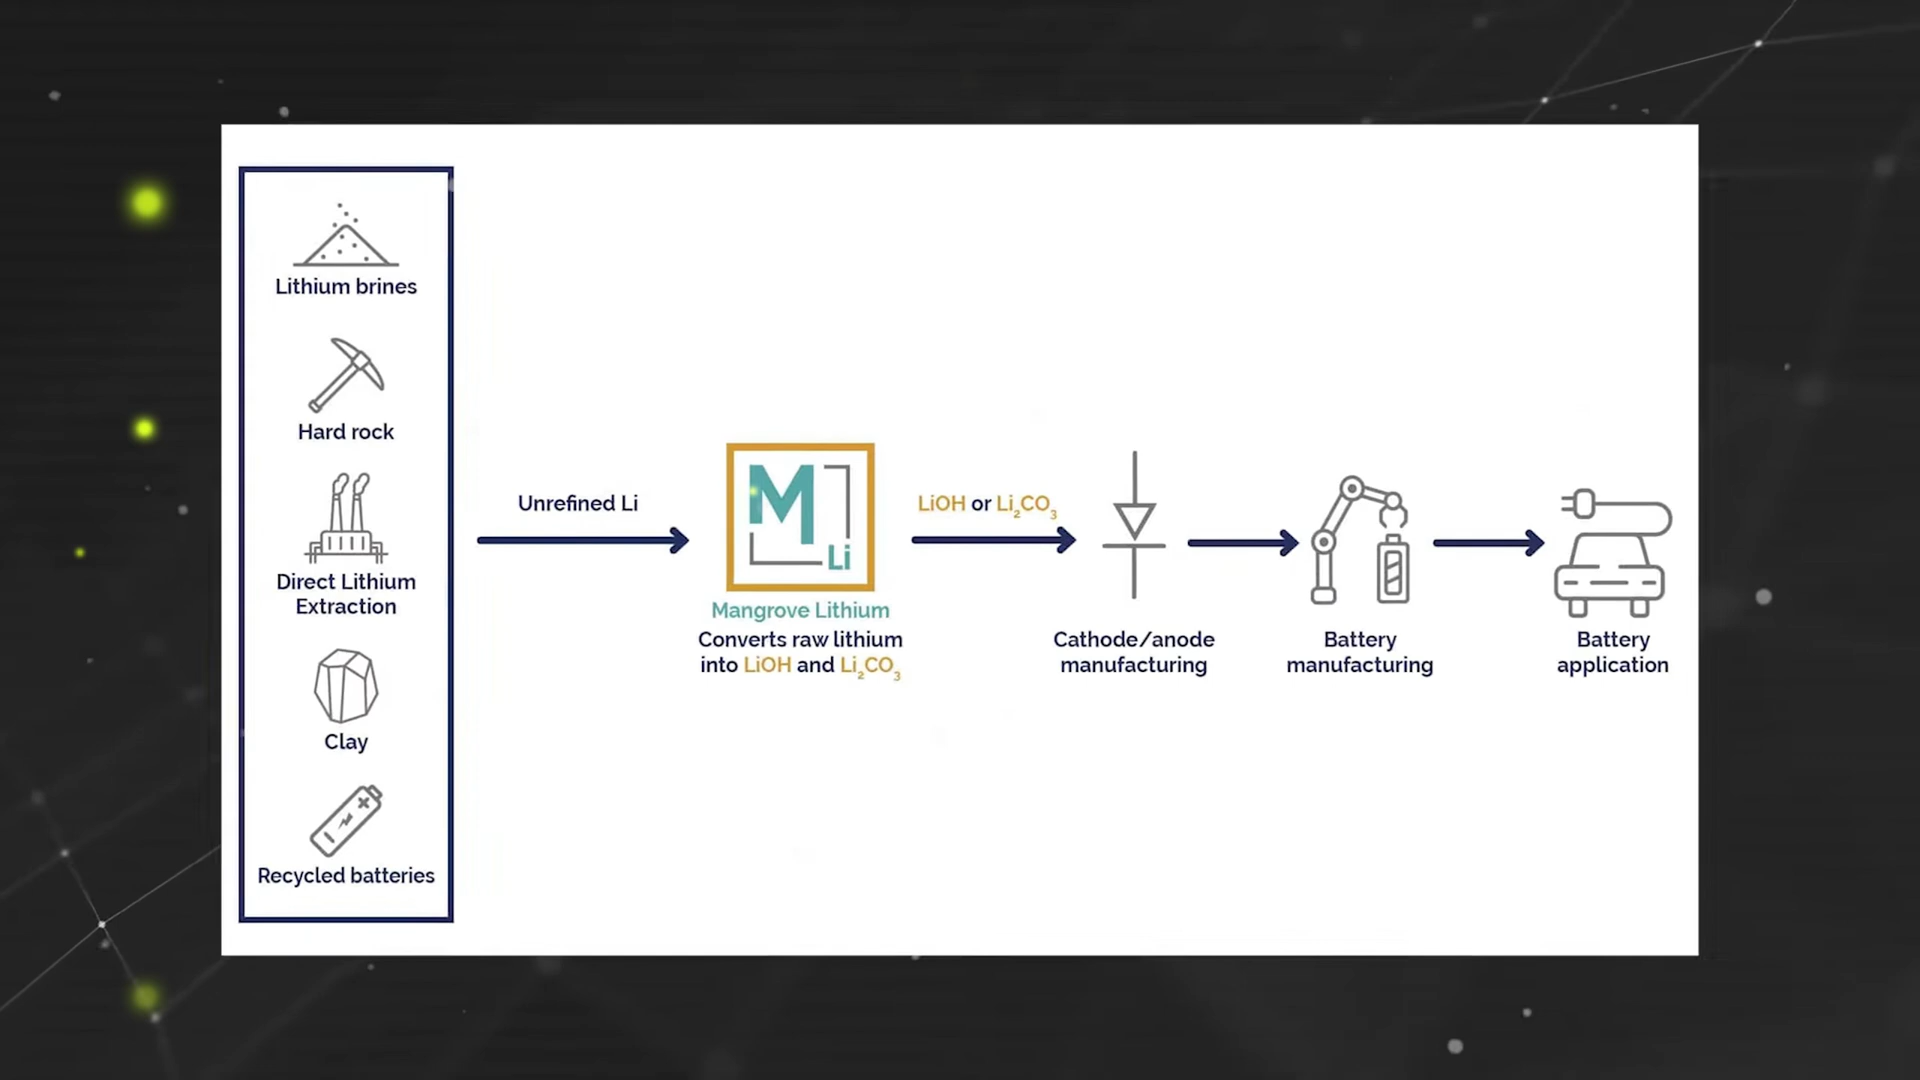 Lithium brines
Hard rock
Direct Lithium
Extraction
Clay
Recycled batteries
Unrefined Li
M
Li
Mangrove Lithium
Converts raw lithium
into LiOH and Li₂CO₃
LiOH or Li₂CO₃
Cathode/anode
manufacturing
Battery
manufacturing
Battery
application